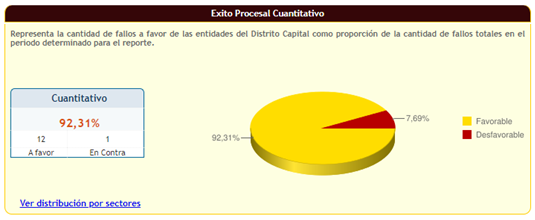 Exito Procesal Cuantitativo
Representa la cantidad de fallos a favor de las entidades del Distrito Capital como proporción de la cantidad de fallos totales en el
período determinado para el reporte.
Cuantitativo
92,31%
12 1
A favor En Contra
92,31%
7,69%
Favorable
Desfavorable
Ver distribución por sectores